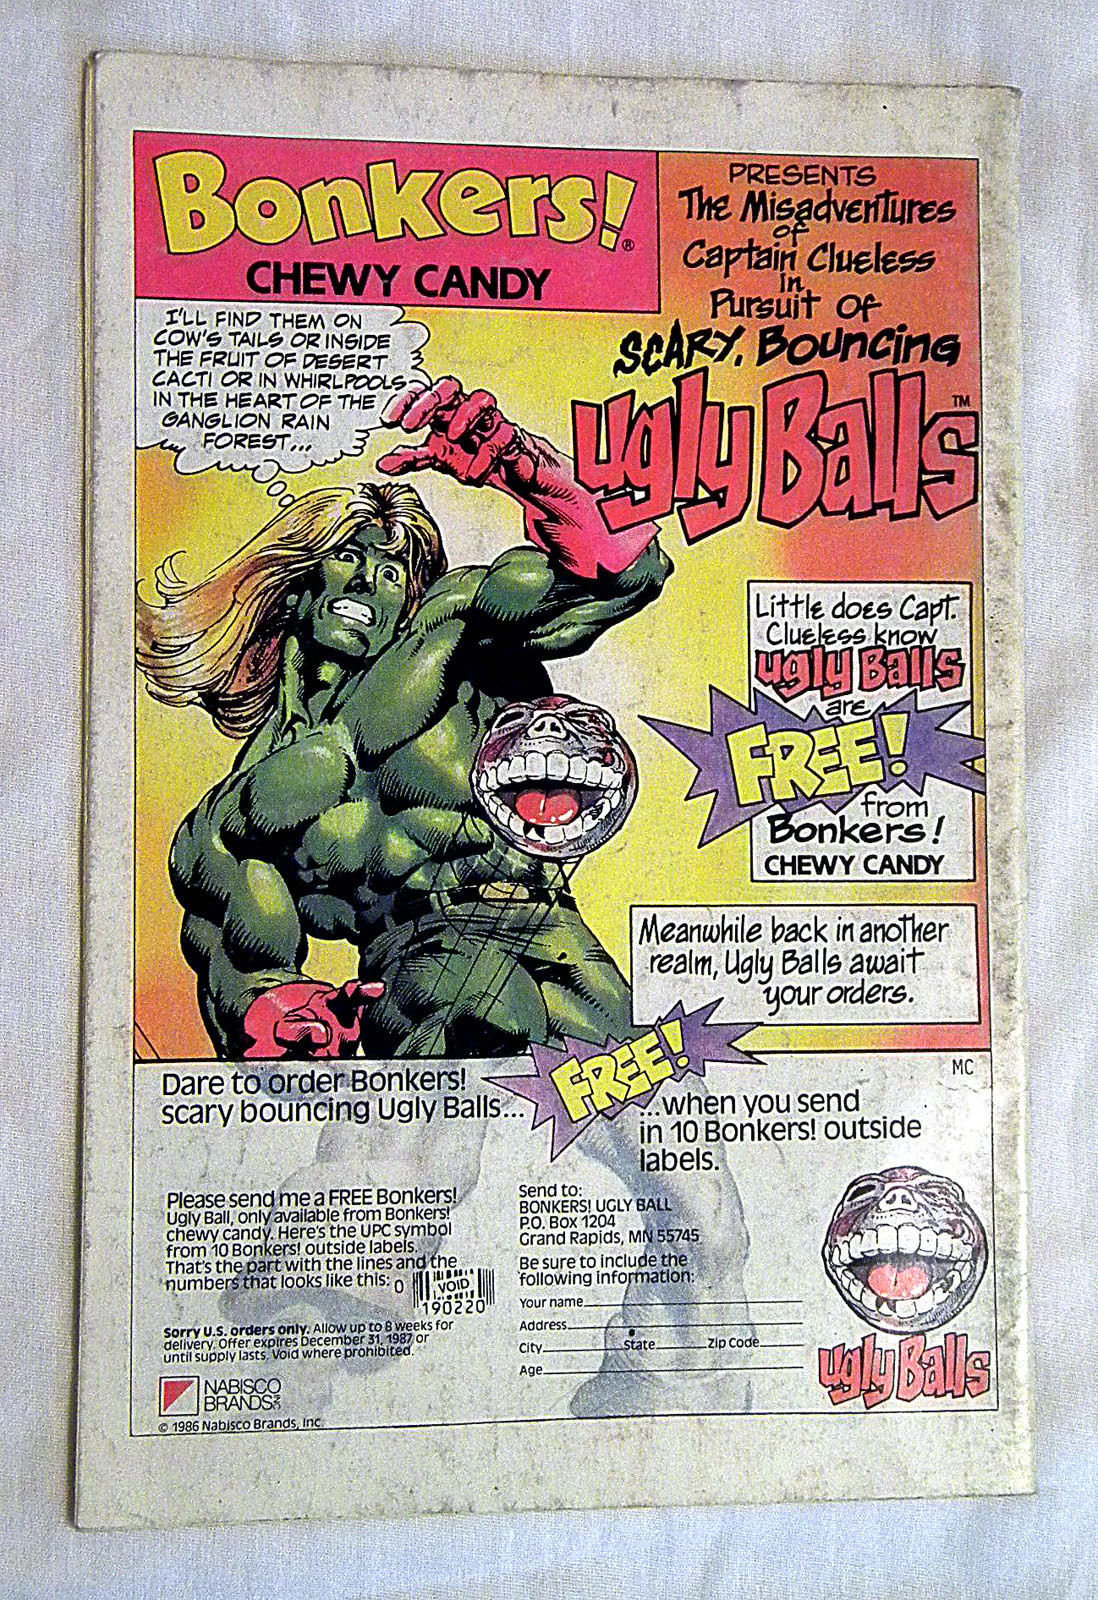 Bonkers!®
CHEWY CANDY
PRESENTS
The Misadventures
of
Captain Clueless
In
Pursuit Of
SCARY, Bouncing
Ugly Balls™
I'LL FIND THEM ON
COW'S TAILS OR INSIDE
THE FRUIT OF DESERT
CACTI OR IN WHIRLPOOLS
IN THE HEART OF THE
GANGLION RAIN
FOREST...
Little does Capt.
Clueless know
Ugly Balls
are
FREE!
from
Bonkers!
CHEWY CANDY
Meanwhile back in another
realm, Ugly Balls await
your orders.
MC
Dare to order Bonkers!
scary bouncing Ugly Balls...
FREE!
...when you send
in 10 Bonkers! outside
labels.
Please send me a FREE Bonkers!
Ugly Ball, only available from Bonkers!
chewy candy. Here's the UPC symbol
from 10 Bonkers! outside labels.
That's the part with the lines and the
numbers that looks like this: 0
VOID
190220
Sorry U.S. orders only. Allow up to 8 weeks for
delivery. Offer expires December 31, 1987 or
until supply lasts. Void where prohibited.
NABISCO
BRANDS
© 1986 Nabisco Brands, Inc.
Send to:
BONKERS! UGLY BALL
P.O. Box 1204
Grand Rapids, MN 55745
Be sure to include the
following information:
Your name
Address
City State Zip Code
Age
Ugly Balls